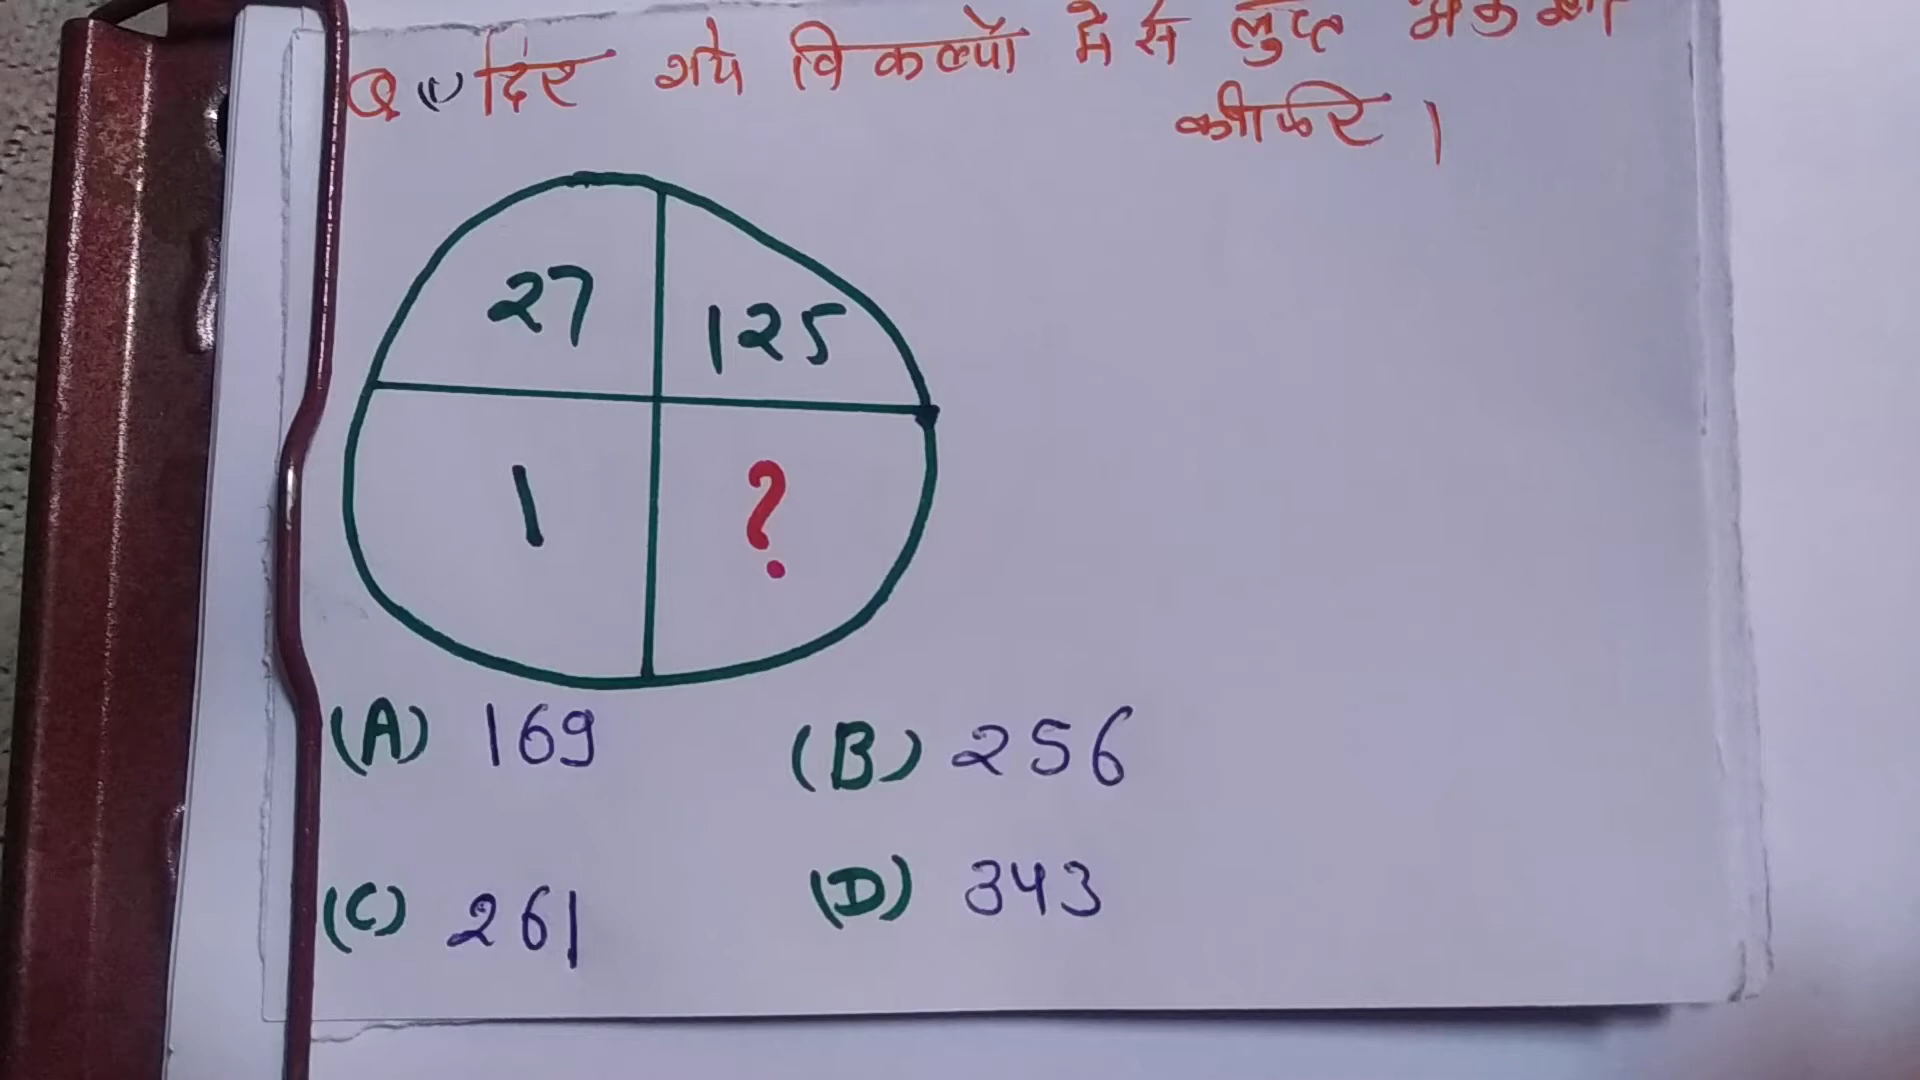 Q (1) दिए गये विकल्पों में से लुप्त
कीजिए।
27 125
1 ?
(A) 169 (B) 256
(C) 261 (D) 343